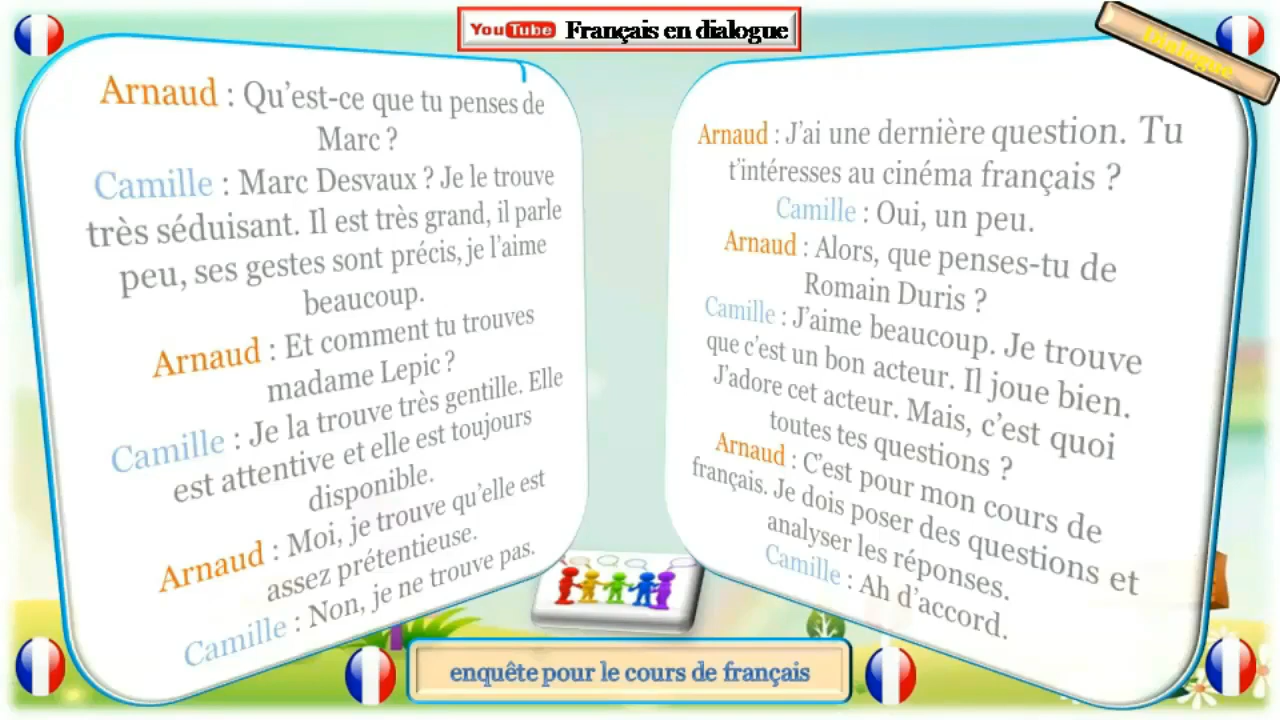 YouTube Français en dialogue
Dialogue
Arnaud : Qu'est-ce que tu penses de
Marc ?
Camille : Marc Desvaux ? Je le trouve
très séduisant. Il est très grand, il parle
peu, ses gestes sont précis, je l'aime
beaucoup.
Arnaud : Et comment tu trouves
madame Lepic ?
Camille : Je la trouve très gentille. Elle
est attentive et elle est toujours
disponible.
Arnaud : Moi, je trouve qu'elle est
assez prétentieuse.
Camille : Non, je ne trouve pas.
Arnaud : J'ai une dernière question. Tu
t'intéresses au cinéma français ?
Camille : Oui, un peu.
Arnaud : Alors, que penses-tu de
Romain Duris ?
Camille : J'aime beaucoup. Je trouve
que c'est un bon acteur. Il joue bien.
J'adore cet acteur. Mais, c'est quoi
toutes tes questions ?
Arnaud : C'est pour mon cours de
français. Je dois poser des questions et
analyser les réponses.
Camille : Ah d'accord.
enquête pour le cours de français